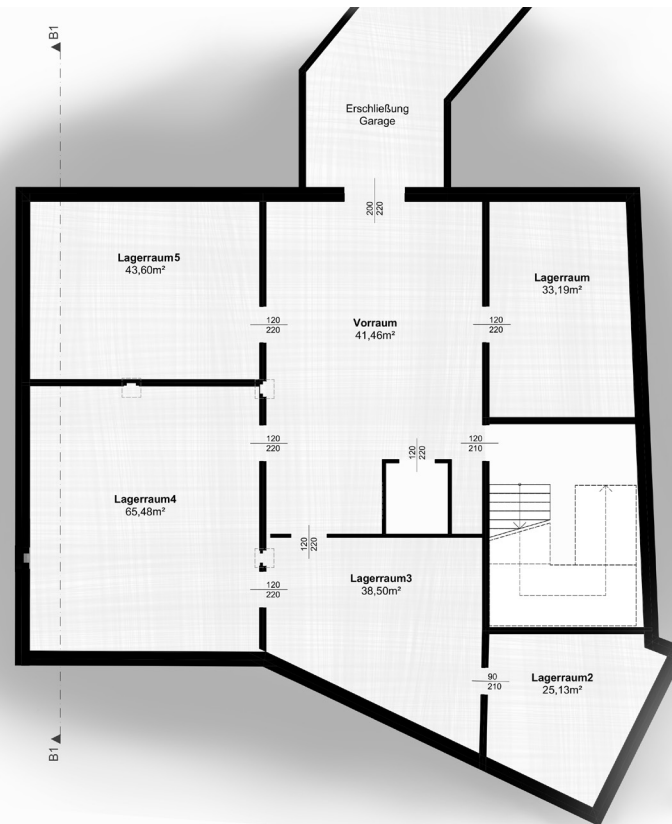 B1
Erschließung
Garage
200
220
Lagerraum5
43,60m²
Lagerraum
33,19m²
Vorraum
41,46m²
120
220
120
220
120
220
120
220
120
210
Lagerraum4
65,48m²
120
220
Lagerraum3
38,50m²
120
220
Lagerraum2
25,13m²
90
210
B1